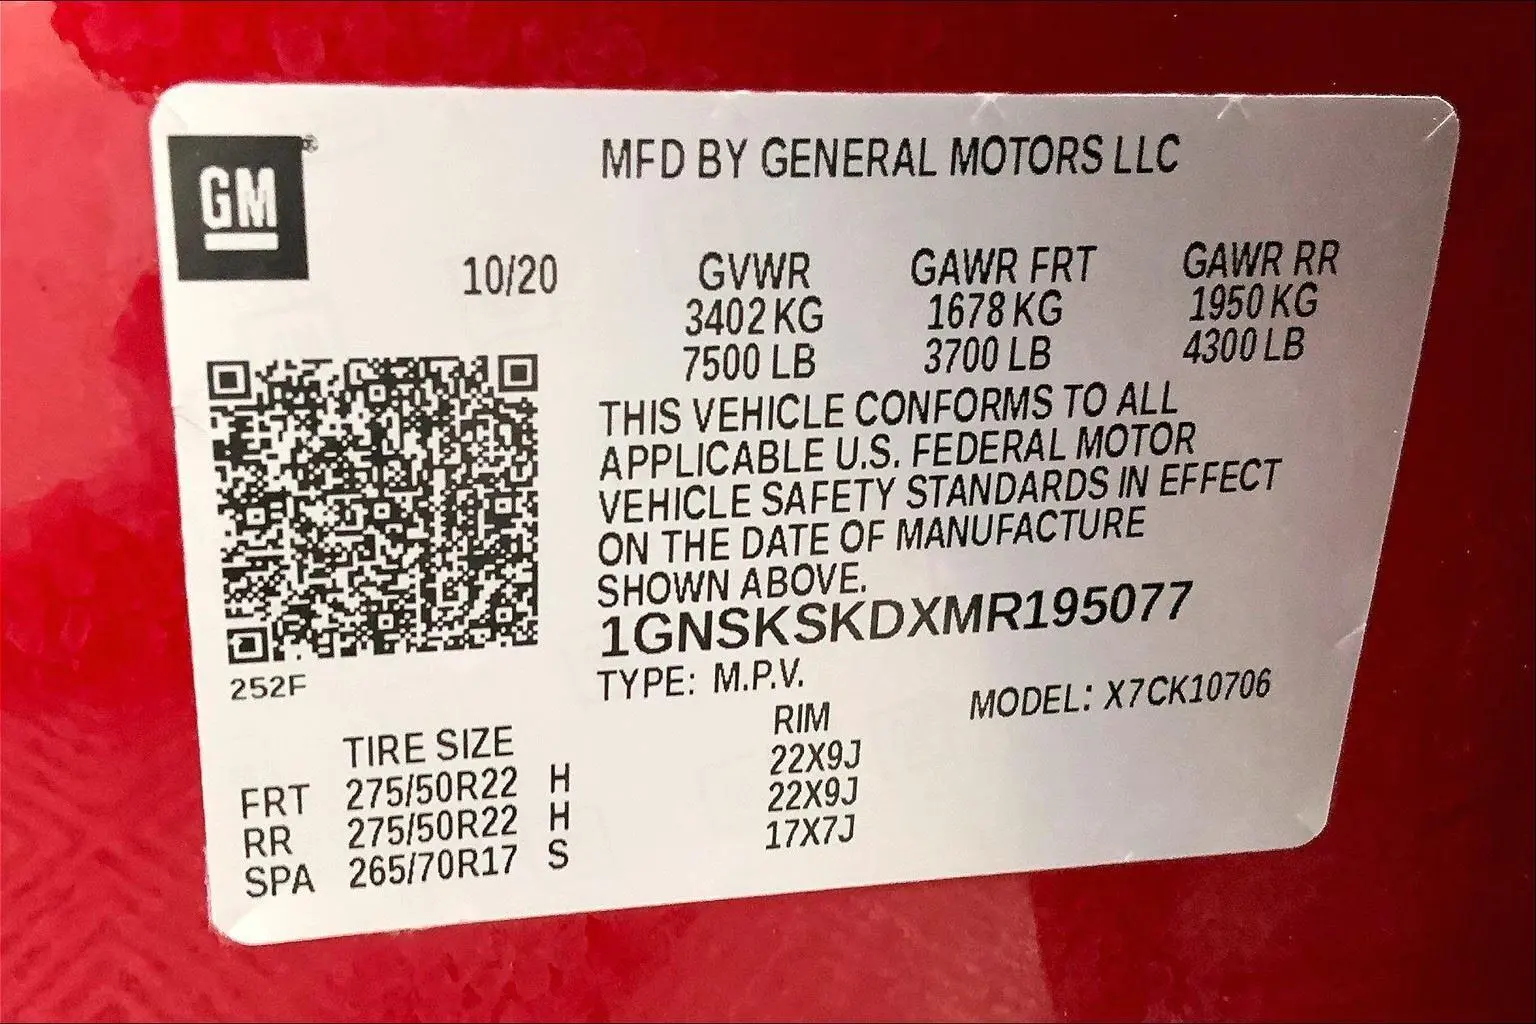 GM ®
MFD BY GENERAL MOTORS LLC
10/20 GVWR GAWR FRT GAWR RR
3402 KG 1678 KG 1950 KG
7500 LB 3700 LB 4300 LB
THIS VEHICLE CONFORMS TO ALL
APPLICABLE U.S. FEDERAL MOTOR
VEHICLE SAFETY STANDARDS IN EFFECT
ON THE DATE OF MANUFACTURE
SHOWN ABOVE.
1GNSKSKDXMR195077
252F
TYPE: M.P.V. MODEL: X7CK10706
TIRE SIZE RIM
FRT 275/50R22 H 22X9J
RR 275/50R22 H 22X9J
SPA 265/70R17 S 17X7J